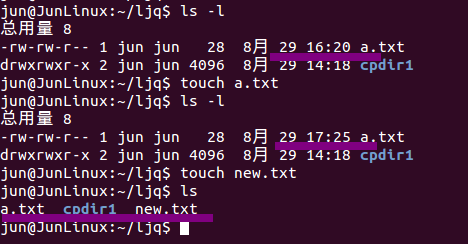 jun@JunLinux:~/ljq$ ls -l
总用量 8
-rw-rw-r-- 1 jun jun   28  8月 29 16:20 a.txt
drwxrwxr-x 2 jun jun 4096  8月 29 14:18 cpdir1
jun@JunLinux:~/ljq$ touch a.txt
jun@JunLinux:~/ljq$ ls -l
总用量 8
-rw-rw-r-- 1 jun jun   28  8月 29 17:25 a.txt
drwxrwxr-x 2 jun jun 4096  8月 29 14:18 cpdir1
jun@JunLinux:~/ljq$ touch new.txt
jun@JunLinux:~/ljq$ ls
a.txt  cpdir1  new.txt
jun@JunLinux:~/ljq$